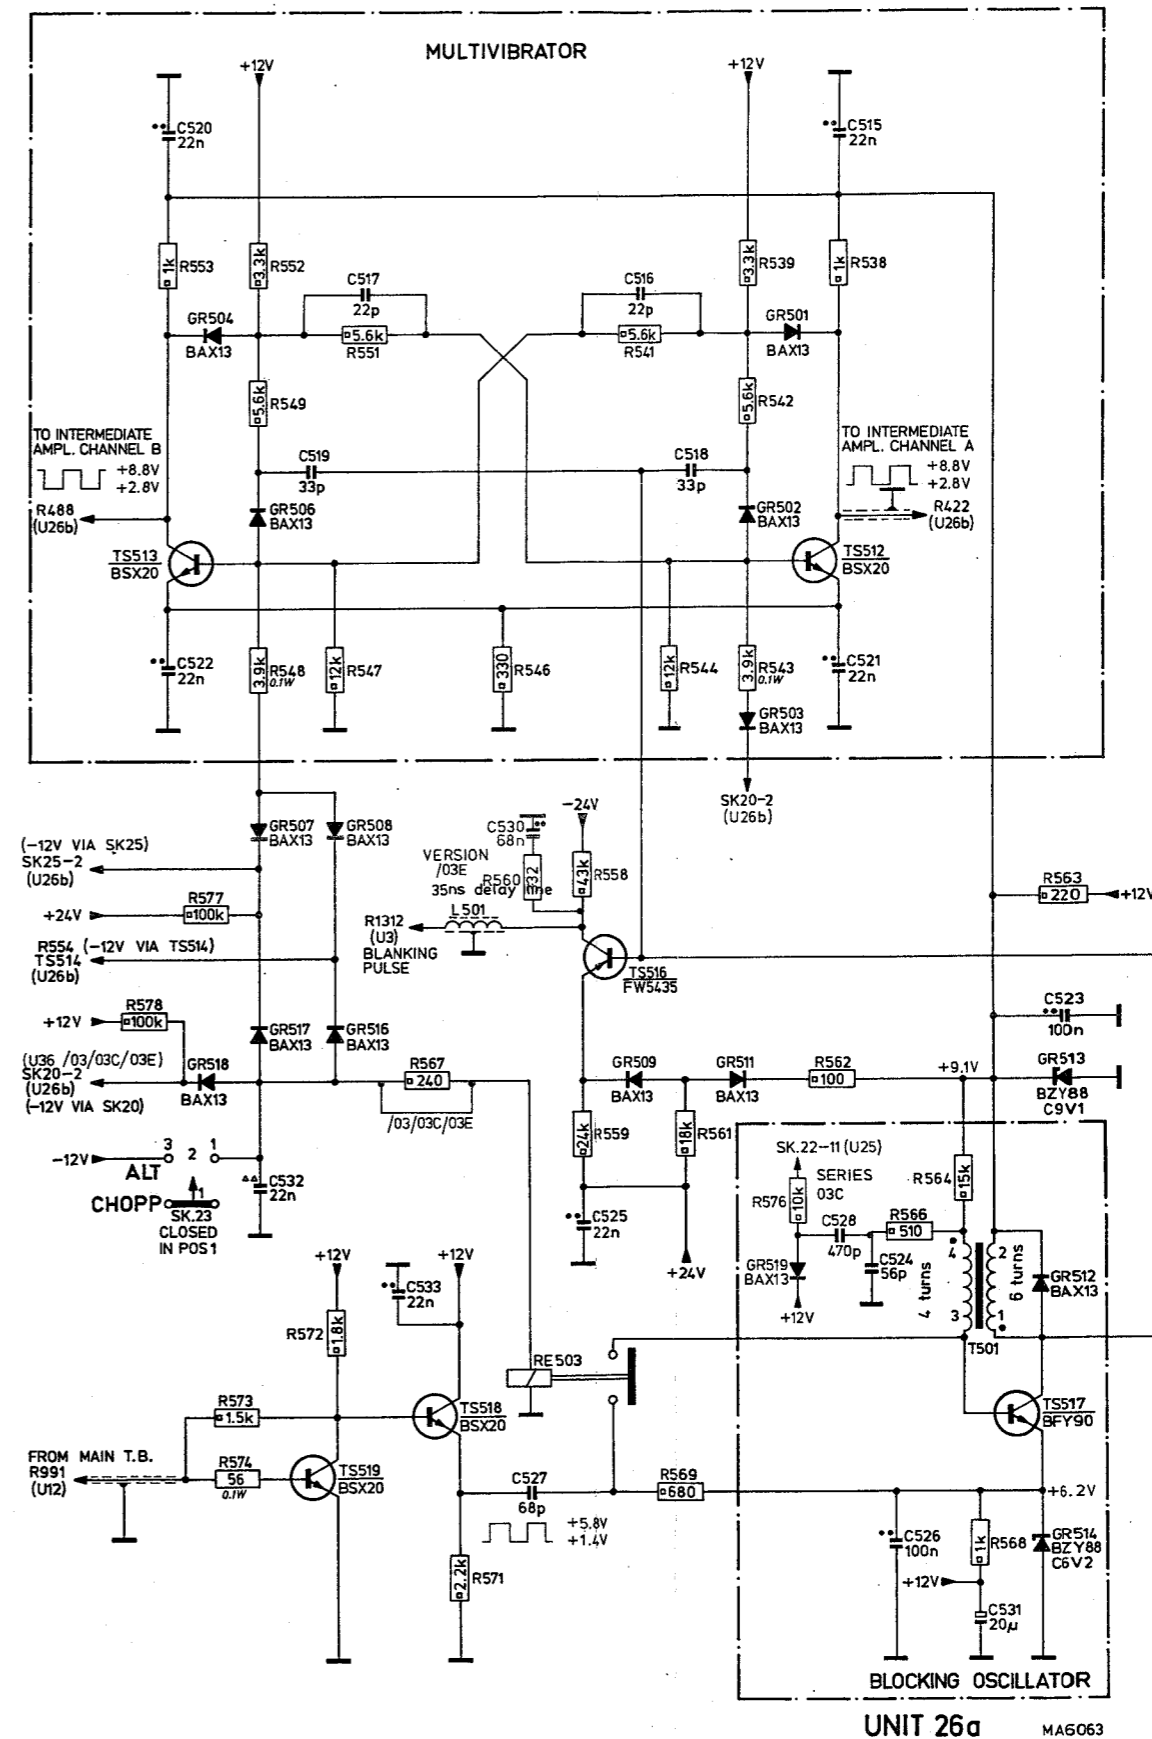 MULTIVIBRATOR
+12V
+12V
C520
22n
C515
22n
1k
R553
3.3k
R552
3.3k
R539
1k
R538
C517
22p
C516
22p
GR504
BAX13
5.6k
R551
5.6k
R541
GR501
BAX13
5.6k
R549
5.6k
R542
TO INTERMEDIATE
AMPL. CHANNEL B
+8.8V
+2.8V
R488
(U26b)
C519
33p
C518
33p
TO INTERMEDIATE
AMPL. CHANNEL A
+8.8V
+2.8V
R422
(U26b)
GR506
BAX13
GR502
BAX13
TS513
BSX20
TS512
BSX20
C522
22n
3.9k
R548
0.1W
12k
R547
330
R546
12k
R544
3.9k
R543
0.1W
C521
22n
GR503
BAX13
SK20-2
(U26b)
-24V
GR507
BAX13
GR508
BAX13
C530
68n
(-12V VIA SK25)
SK25-2
(U26b)
VERSION
/03E
35ns delay line
R560
332
43k
R558
R577
100k
+24V
R563
220
+12V
L501
R1312
(U3)
BLANKING
PULSE
R554 (-12V VIA TS514)
TS514
(U26b)
TS516
FW5435
R578
100k
+12V
GR517
BAX13
GR516
BAX13
C523
100n
(U36 /03/03C/03E)
SK20-2
(U26b)
(-12V VIA SK20)
GR518
BAX13
R567
240
/03/03C/03E
GR509
BAX13
GR511
BAX13
R562
100
+9.1V
GR513
BZY88
C9V1
24k
R559
18k
R561
3 2 1
-12V
ALT
CHOPP
1
SK.23
CLOSED
IN POS1
C532
22n
C525
22n
+24V
SK.22-11 (U25)
SERIES
03C
R576
10k
R564
15k
C528
470p
R566
510
C524
56p
GR519
BAX13
+12V
4
4 turns
3
2
6 turns
1
T501
GR512
BAX13
+12V
+12V
C533
22n
R572
1.8k
RE503
R573
1.5k
TS518
BSX20
TS517
BFY90
FROM MAIN T.B.
R991
(U12)
R574
56
0.1W
TS519
BSX20
C527
68p
+5.8V
+1.4V
R569
680
+6.2V
C526
100n
1k
R568
GR514
BZY88
C6V2
+12V
C531
20µ
2.2k
R571
BLOCKING OSCILLATOR
UNIT 26a
MA6063